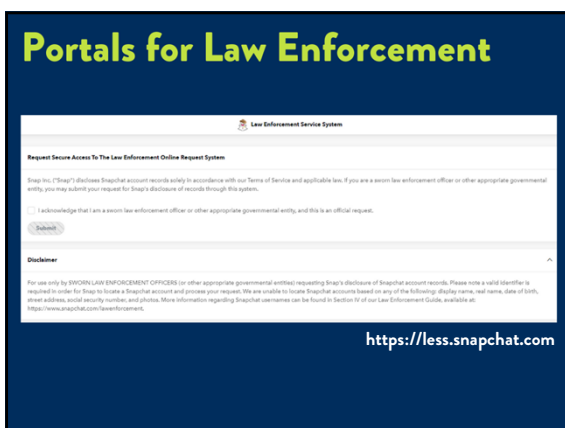 Portals for Law Enforcement
Law Enforcement Service System
Request Secure Access To The Law Enforcement Online Request System
Snap Inc. ("Snap") discloses Snapchat account records solely in accordance with our Terms of Service and applicable law. If you are a sworn law enforcement officer or other appropriate governmental
entity, you may submit your request for Snap's disclosure of records through this system.
I acknowledge that I am a sworn law enforcement officer or other appropriate governmental entity, and this is an official request.
Submit
Disclaimer
For use only by SWORN LAW ENFORCEMENT OFFICERS (or other appropriate governmental entities) requesting Snap's disclosure of Snapchat account records. Please note a valid identifier is
required in order for Snap to locate a Snapchat account and process your request. We are unable to locate Snapchat accounts based on any of the following: display name, real name, date of birth,
street address, social security number, and photos. More information regarding Snapchat usernames can be found in Section IV of our Law Enforcement Guide, available at:
https://www.snapchat.com/lawenforcement.
https://less.snapchat.com